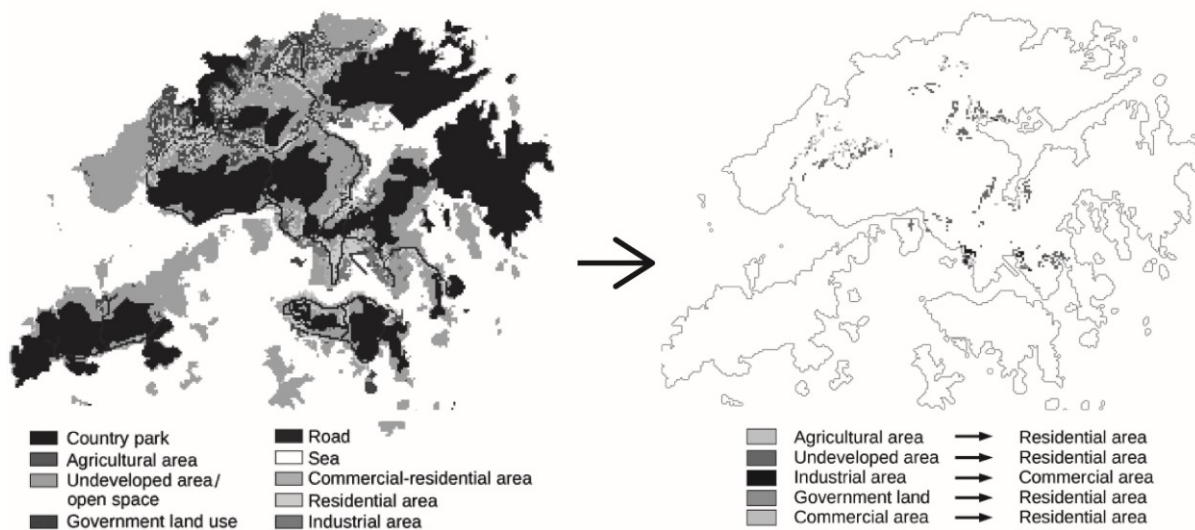 Country park
Agricultural area
Undeveloped area/
open space
Government land use
Road
Sea
Commercial-residential area
Residential area
Industrial area
Agricultural area → Residential area
Undeveloped area → Residential area
Industrial area → Commercial area
Government land → Residential area
Commercial area → Residential area